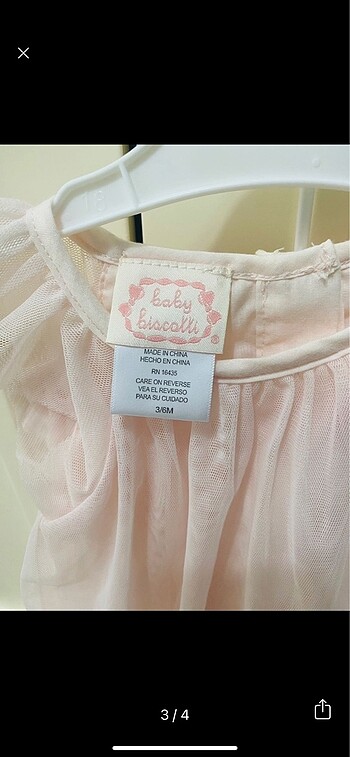 baby
biscotti
®
MADE IN CHINA
HECHO EN CHINA
RN 16435
CARE ON REVERSE
VEA EL REVERSO
PARA SU CUIDADO
3/6M
3 / 4